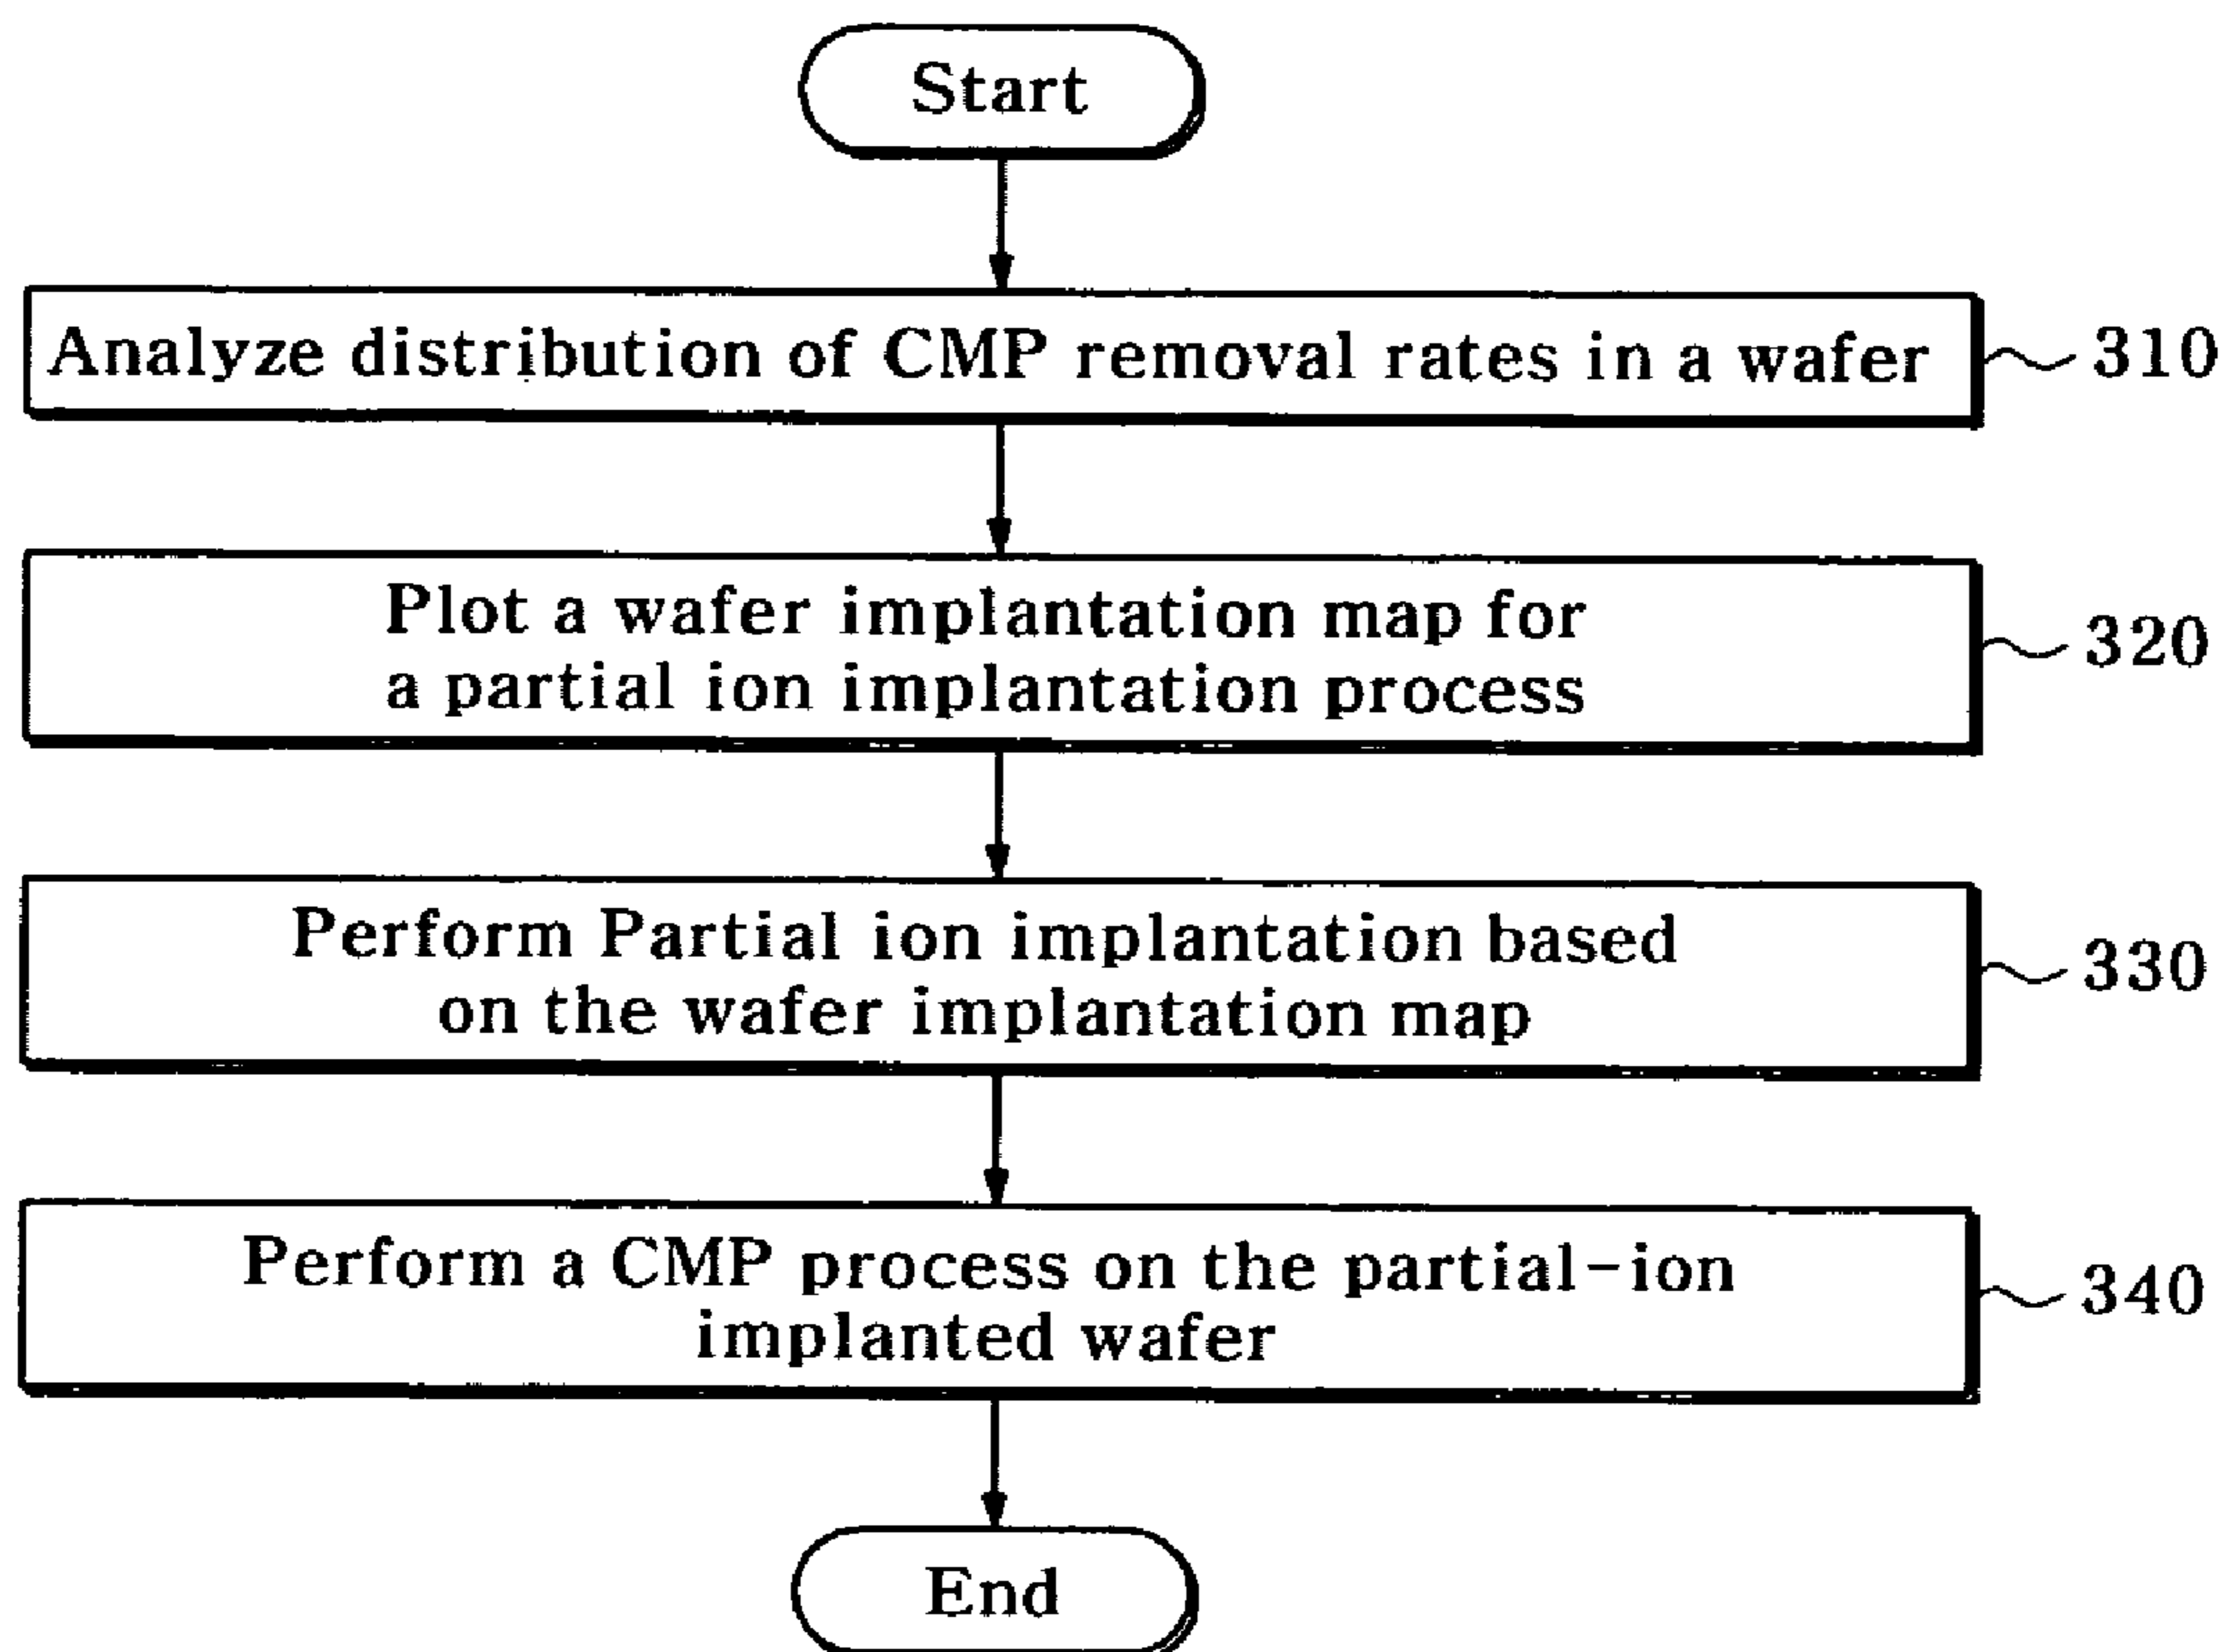 Start
Analyze distribution of CMP removal rates in a wafer
310
Plot a wafer implantation map for
a partial ion implantation process
320
Perform Partial ion implantation based
on the wafer implantation map
330
Perform a CMP process on the partial-ion
implanted wafer
340
End